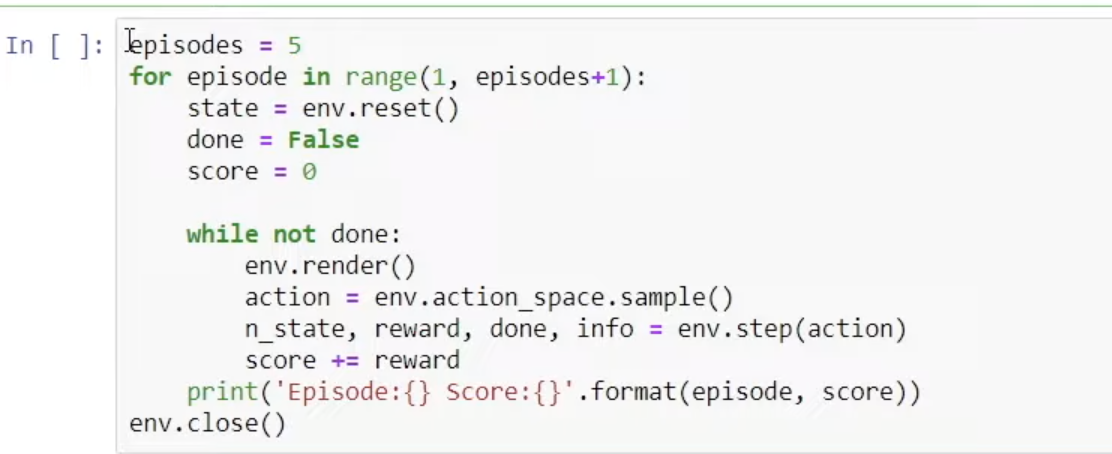 In [ ]: episodes = 5
for episode in range(1, episodes+1):
    state = env.reset()
    done = False
    score = 0

    while not done:
        env.render()
        action = env.action_space.sample()
        n_state, reward, done, info = env.step(action)
        score += reward
    print('Episode:{} Score:{}'.format(episode, score))
env.close()